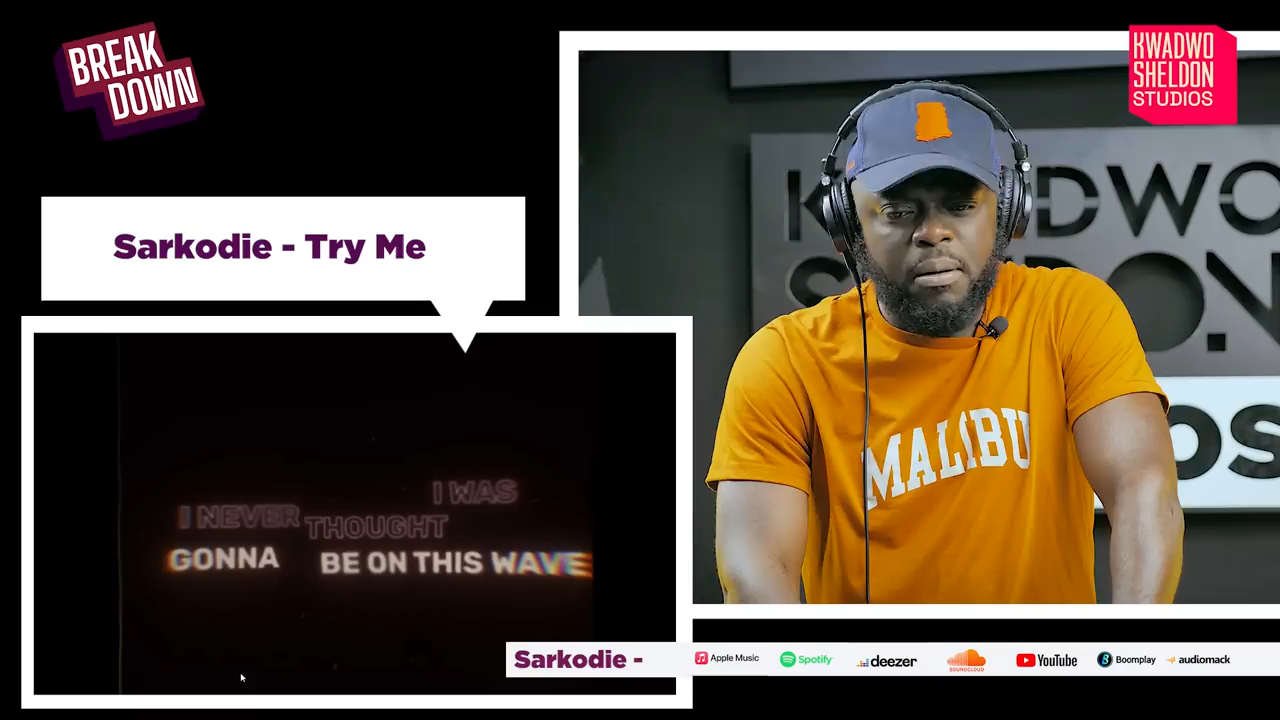 BREAK
DOWN
KWADWO
SHELDON
STUDIOS
Sarkodie - Try Me
MALIBU
I WAS
I NEVER THOUGHT
GONNA BE ON THIS WAVE
Sarkodie -
Apple Music
Spotify
deezer
SOUNDCLOUD
YouTube
Boomplay
audiomack